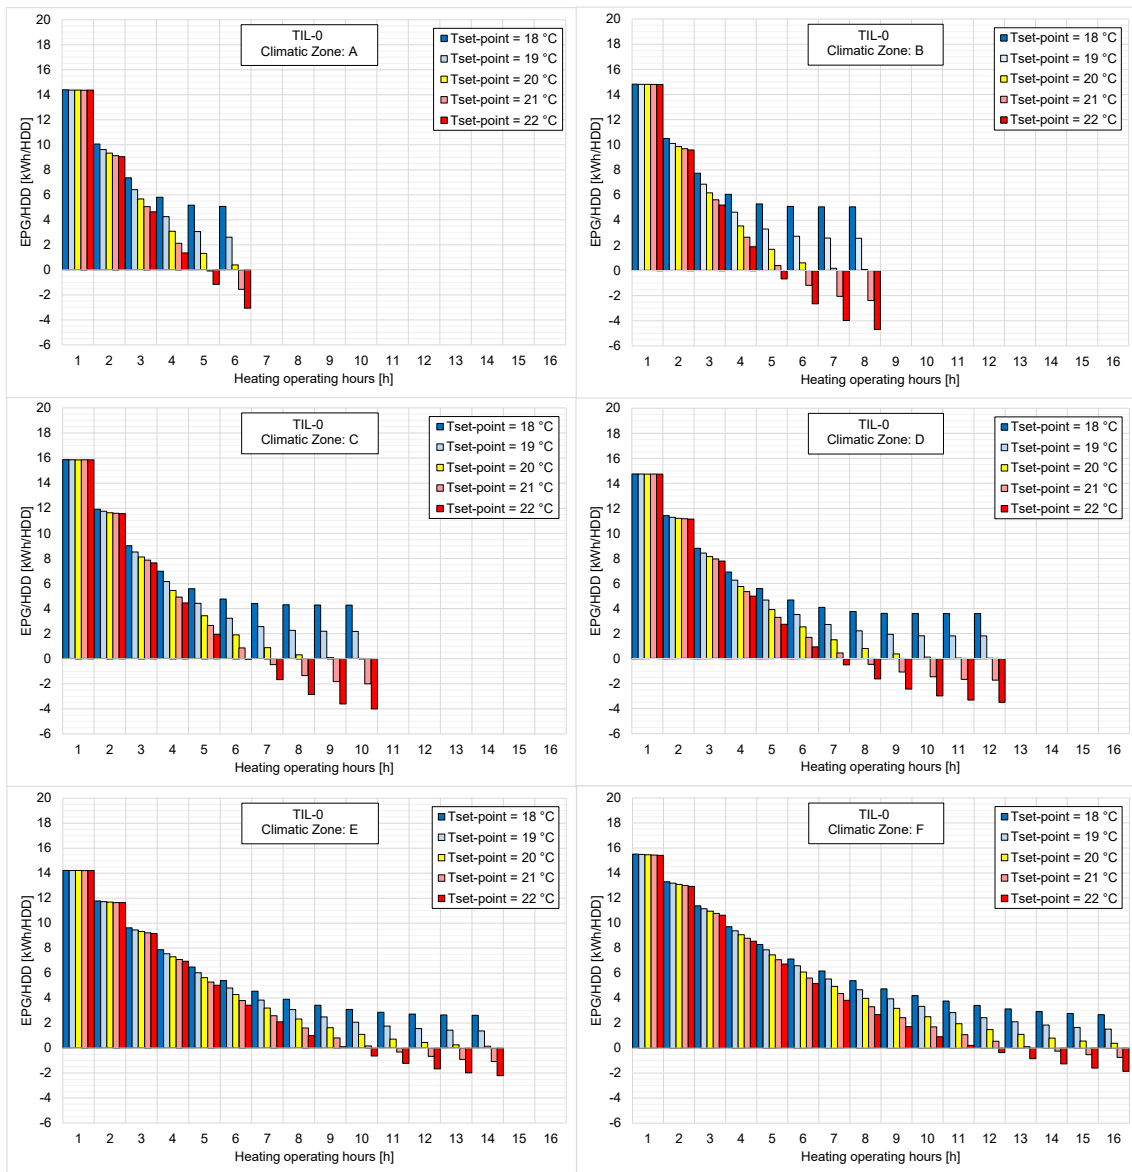 TIL-0
Climatic Zone: A
Tset-point = 18 °C
Tset-point = 19 °C
Tset-point = 20 °C
Tset-point = 21 °C
Tset-point = 22 °C
EPG/HDD [kWh/HDD]
20
18
16
14
12
10
8
6
4
2
0
-2
-4
-6
1 2 3 4 5 6 7 8 9 10 11 12 13 14 15 16
Heating operating hours [h]
TIL-0
Climatic Zone: B
Tset-point = 18 °C
Tset-point = 19 °C
Tset-point = 20 °C
Tset-point = 21 °C
Tset-point = 22 °C
EPG/HDD [kWh/HDD]
20
18
16
14
12
10
8
6
4
2
0
-2
-4
-6
1 2 3 4 5 6 7 8 9 10 11 12 13 14 15 16
Heating operating hours [h]
TIL-0
Climatic Zone: C
Tset-point = 18 °C
Tset-point = 19 °C
Tset-point = 20 °C
Tset-point = 21 °C
Tset-point = 22 °C
EPG/HDD [kWh/HDD]
20
18
16
14
12
10
8
6
4
2
0
-2
-4
-6
1 2 3 4 5 6 7 8 9 10 11 12 13 14 15 16
Heating operating hours [h]
TIL-0
Climatic Zone: D
Tset-point = 18 °C
Tset-point = 19 °C
Tset-point = 20 °C
Tset-point = 21 °C
Tset-point = 22 °C
EPG/HDD [kWh/HDD]
20
18
16
14
12
10
8
6
4
2
0
-2
-4
-6
1 2 3 4 5 6 7 8 9 10 11 12 13 14 15 16
Heating operating hours [h]
TIL-0
Climatic Zone: E
Tset-point = 18 °C
Tset-point = 19 °C
Tset-point = 20 °C
Tset-point = 21 °C
Tset-point = 22 °C
EPG/HDD [kWh/HDD]
20
18
16
14
12
10
8
6
4
2
0
-2
-4
-6
1 2 3 4 5 6 7 8 9 10 11 12 13 14 15 16
Heating operating hours [h]
TIL-0
Climatic Zone: F
Tset-point = 18 °C
Tset-point = 19 °C
Tset-point = 20 °C
Tset-point = 21 °C
Tset-point = 22 °C
EPG/HDD [kWh/HDD]
20
18
16
14
12
10
8
6
4
2
0
-2
-4
-6
1 2 3 4 5 6 7 8 9 10 11 12 13 14 15 16
Heating operating hours [h]